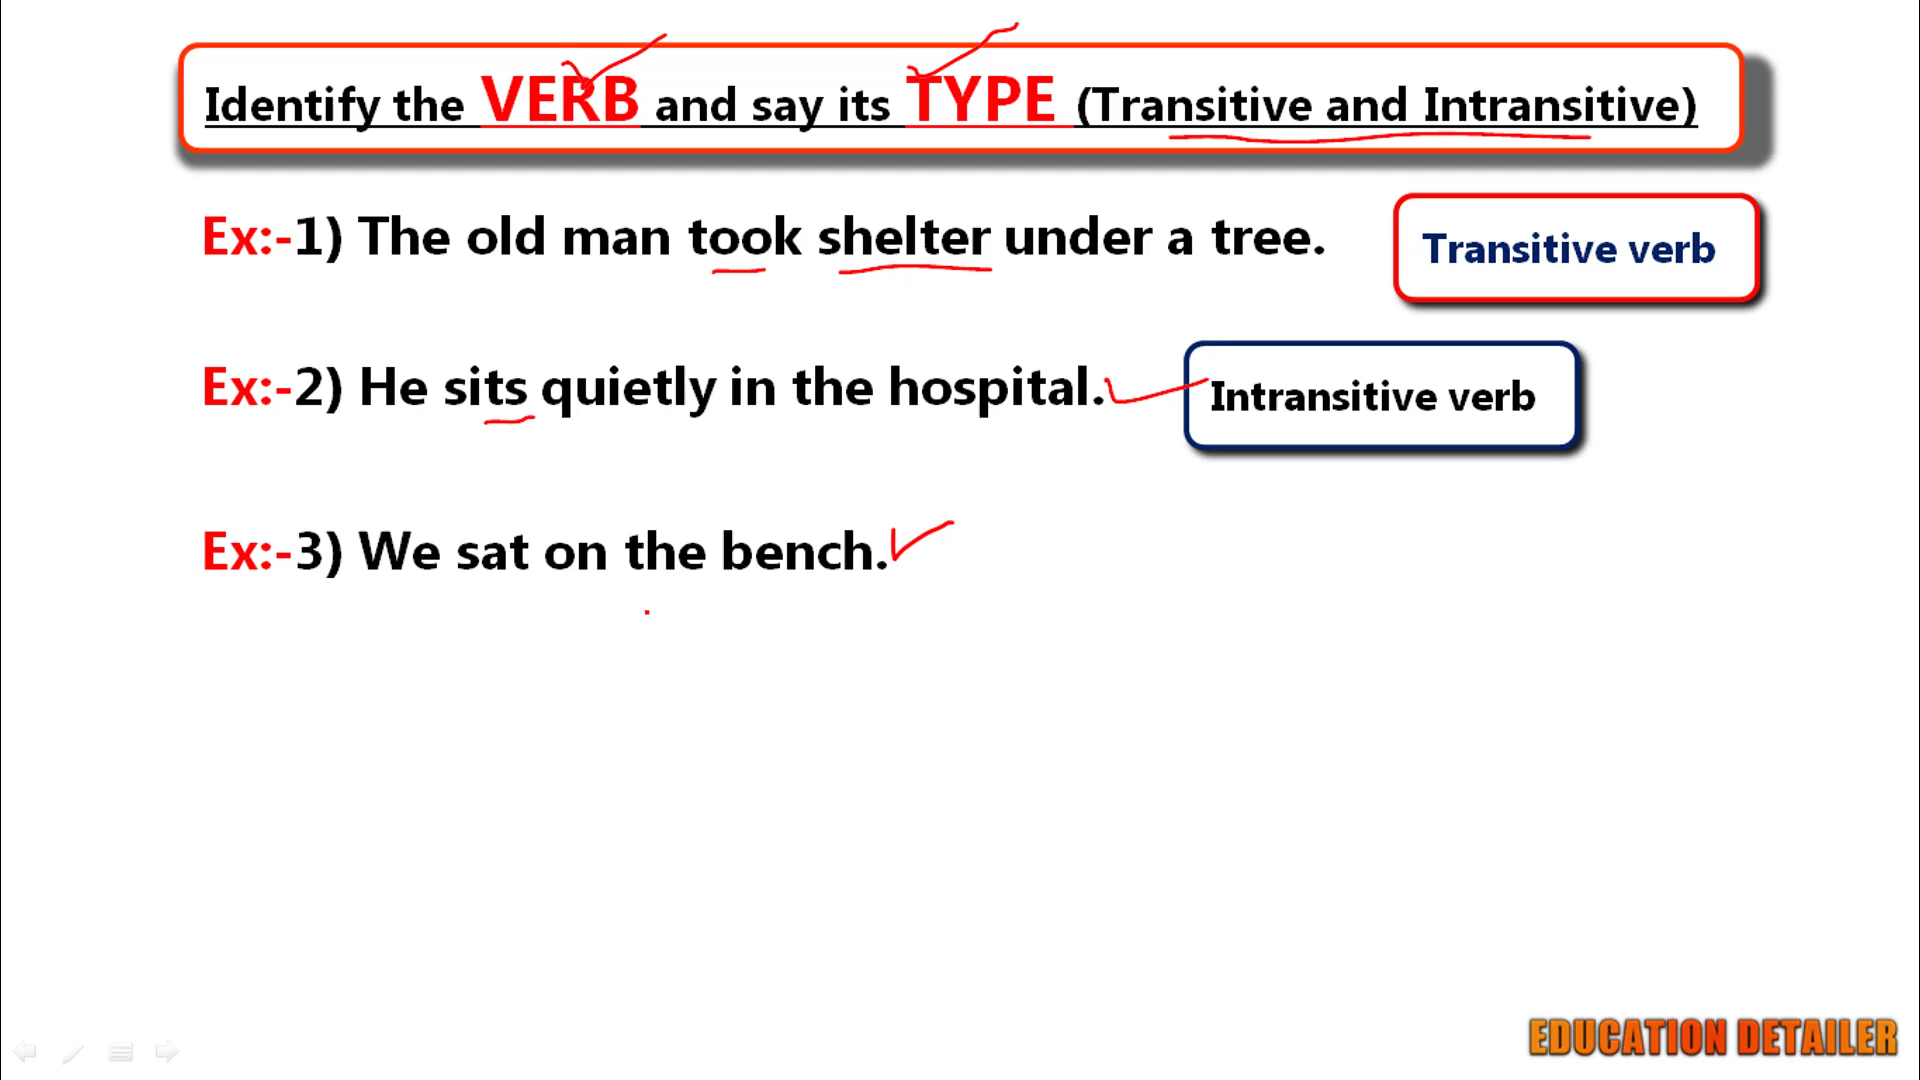 Identify the VERB and say its TYPE (Transitive and Intransitive)
Ex:-1) The old man took shelter under a tree.
Transitive verb
Ex:-2) He sits quietly in the hospital.
Intransitive verb
Ex:-3) We sat on the bench.
EDUCATION DETAILER